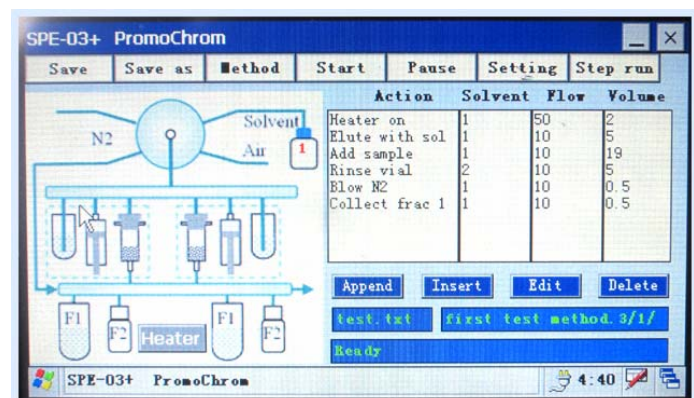 SPE-03+ PromoChrom
Save Save as Method Start Pause Setting Step run
Action Solvent Flow Volume
Heater on 1 50 2
Elute with sol 1 10 5
Add sample 1 10 19
Rinse vial 2 10 5
Blow N2 1 10 0.5
Collect frac 1 1 10 0.5
N2
Solvent
Air
1
F1 F2 Heater F1 F2
Append Insert Edit Delete
test.txt first test method. 3/1/
Ready
SPE-03+ PromoChrom 4:40